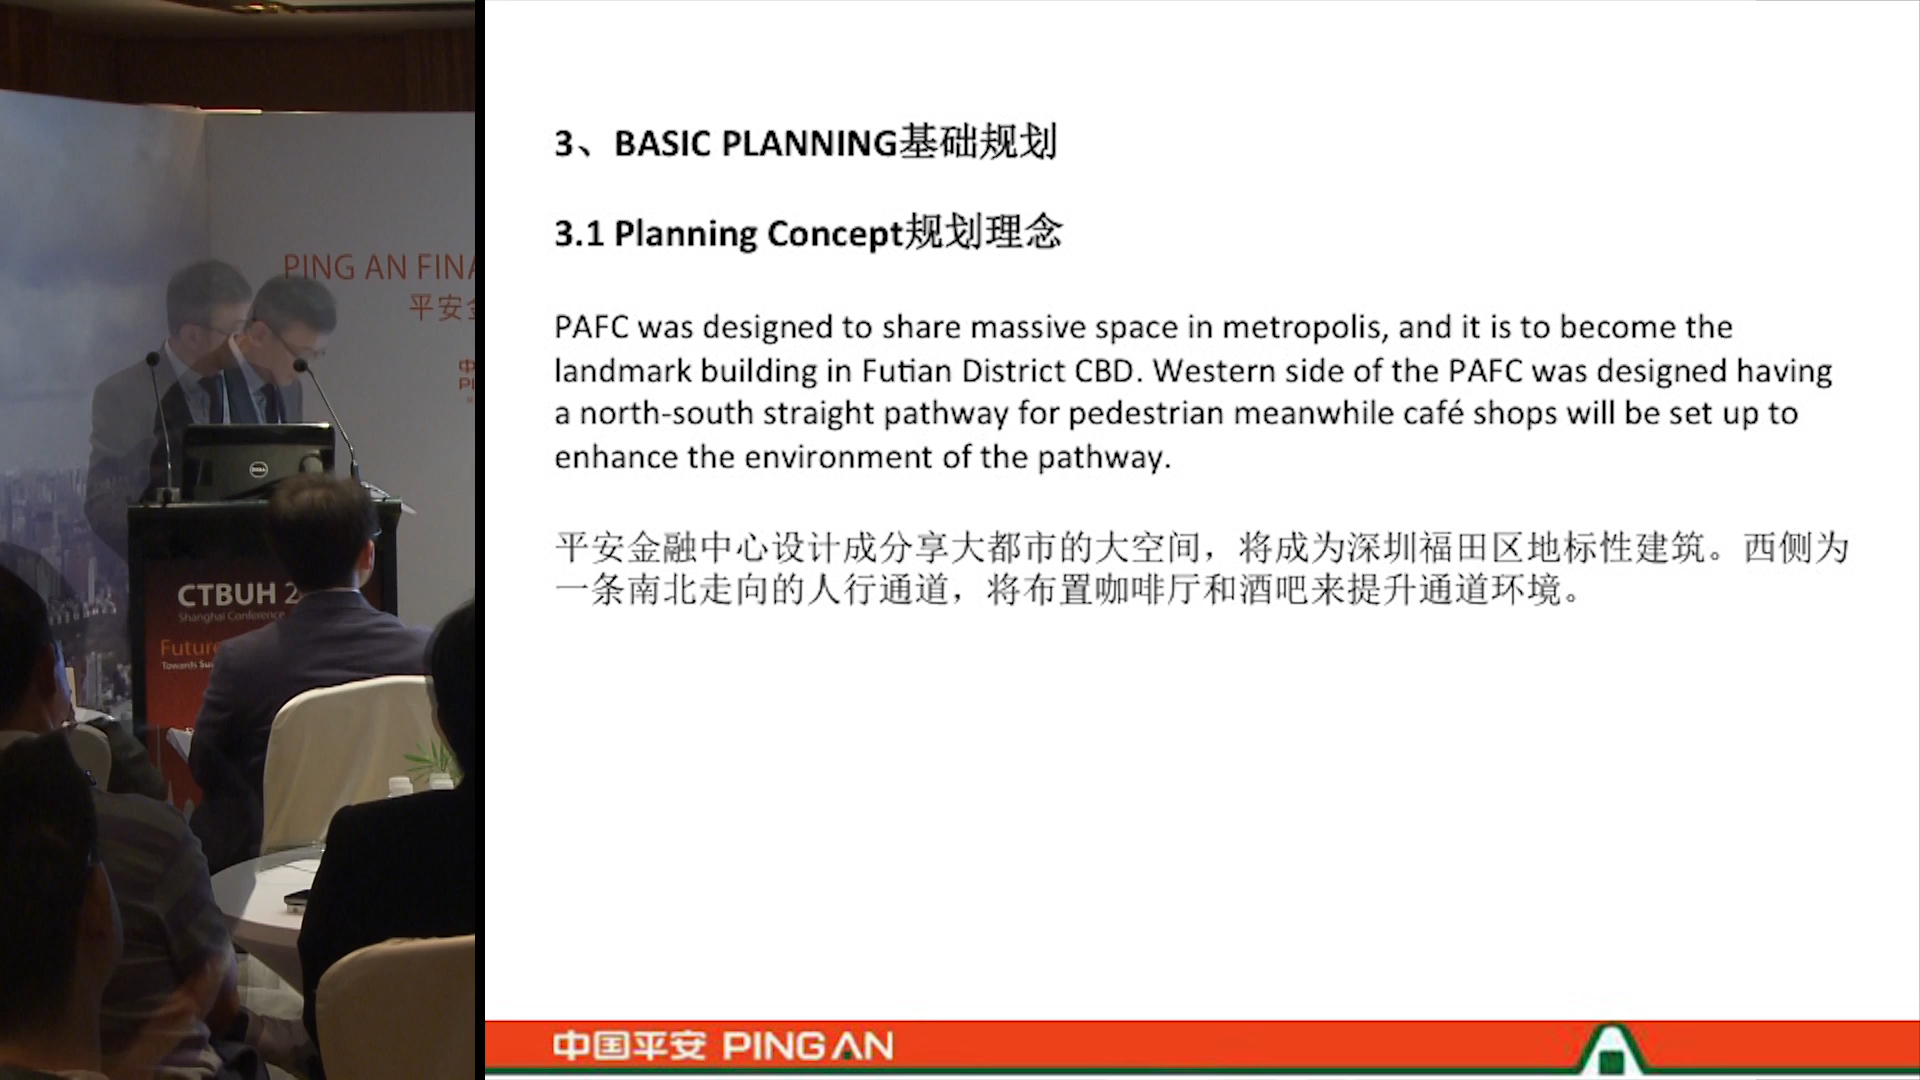 PING AN FINA
平安金
DELL
CTBUH 2
Shanghai Conference
Future
Towards Su
3、BASIC PLANNING基础规划
3.1 Planning Concept规划理念
PAFC was designed to share massive space in metropolis, and it is to become the
landmark building in Futian District CBD. Western side of the PAFC was designed having
a north-south straight pathway for pedestrian meanwhile café shops will be set up to
enhance the environment of the pathway.
平安金融中心设计成分享大都市的大空间，将成为深圳福田区地标性建筑。西侧为
一条南北走向的人行通道，将布置咖啡厅和酒吧来提升通道环境。
中国平安 PING AN